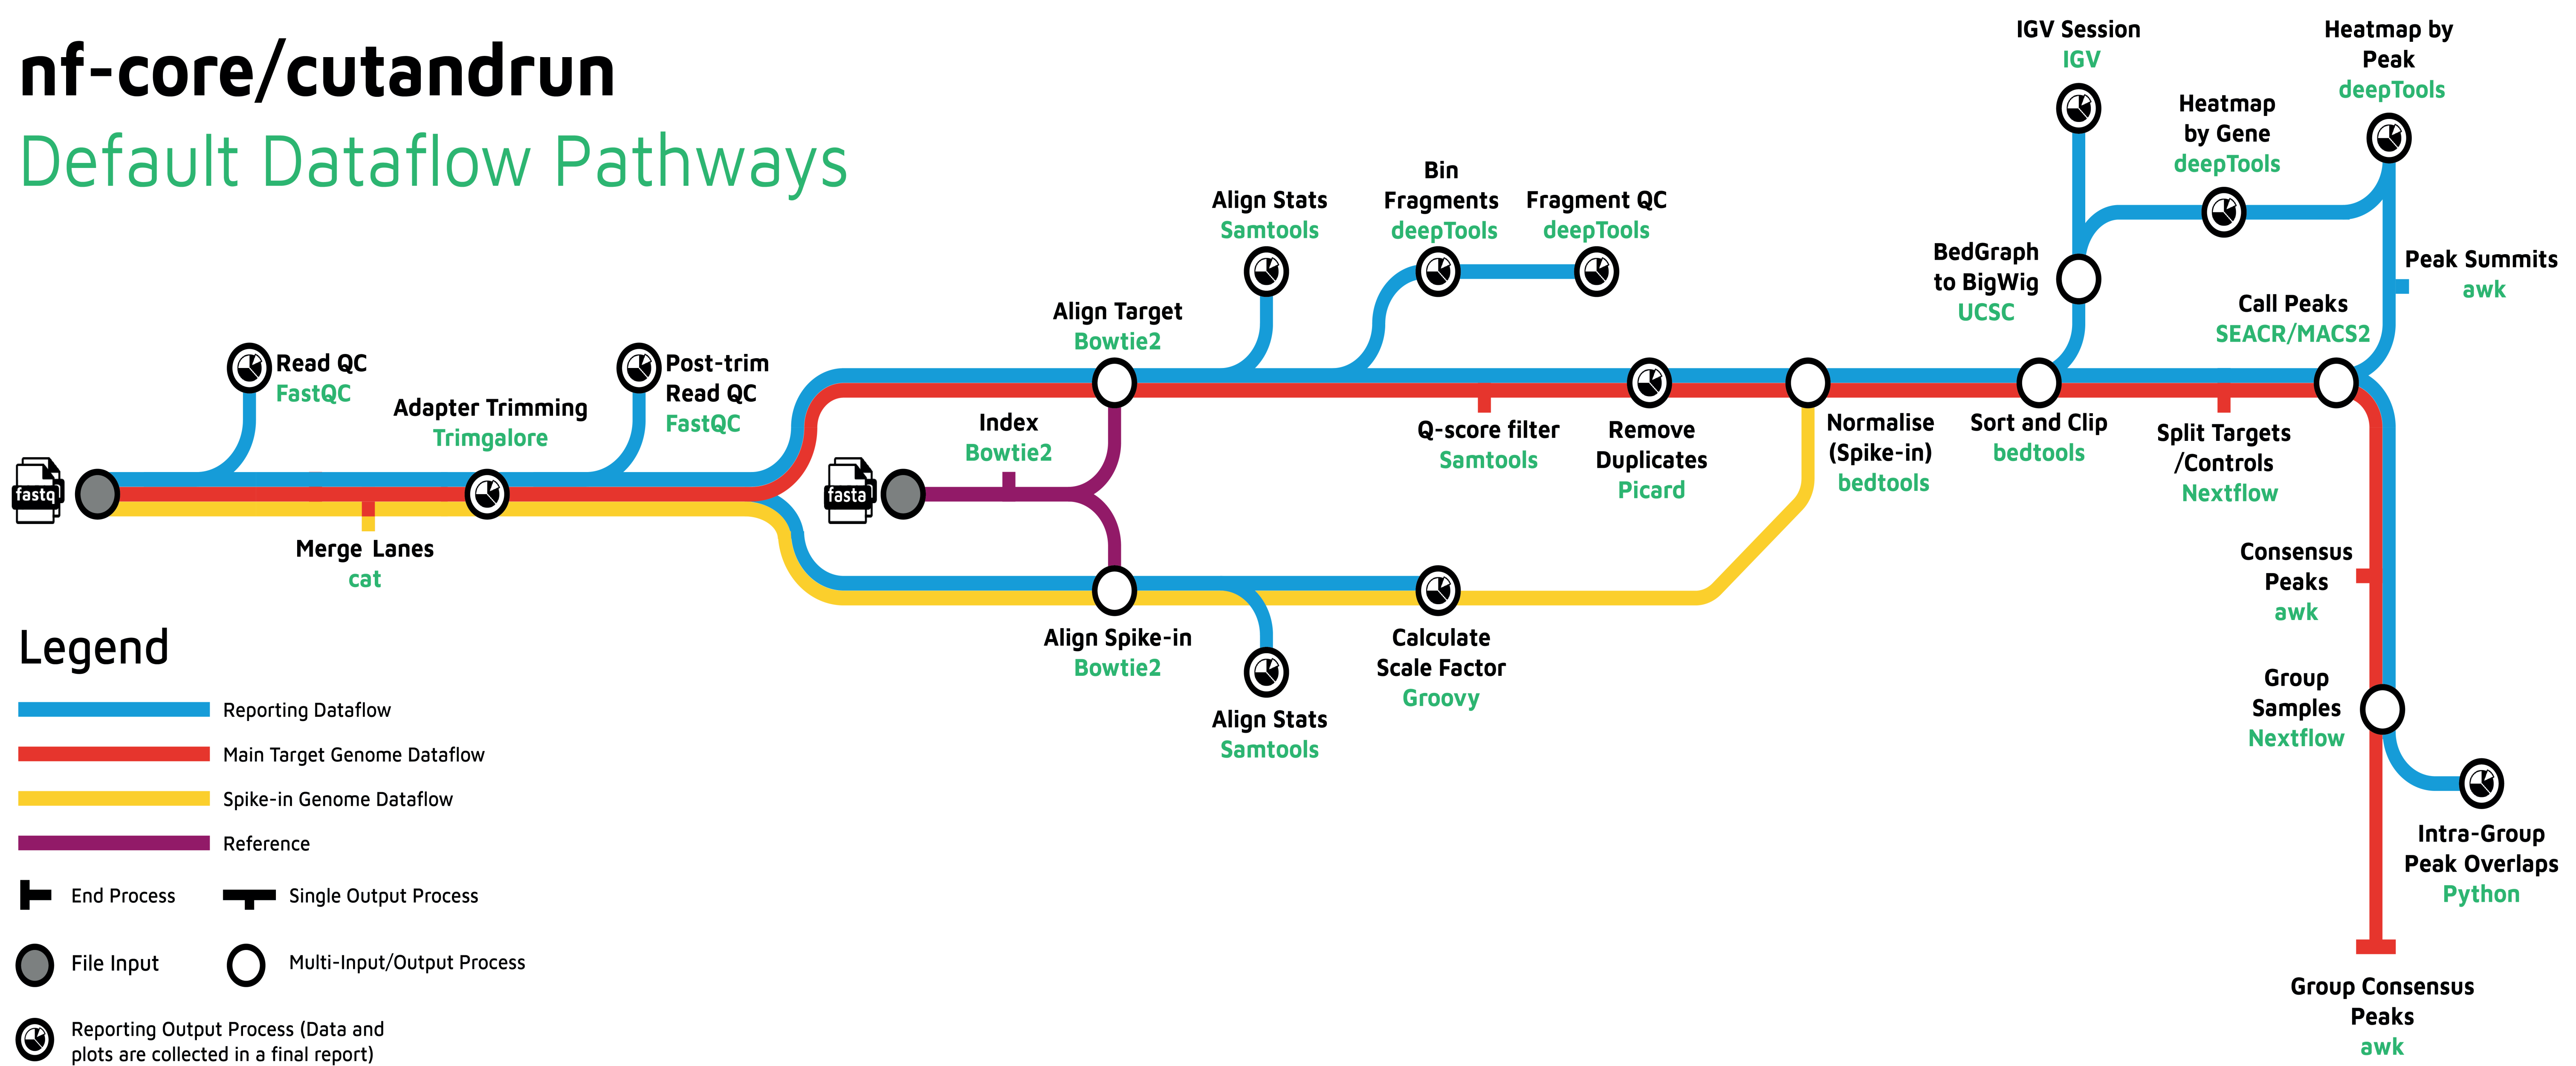 nf-core/cutandrun
Default Dataflow Pathways
fastq
Read QC
FastQC
Merge Lanes
cat
Adapter Trimming
Trimgalore
Post-trim
Read QC
FastQC
fasta
Index
Bowtie2
Align Target
Bowtie2
Align Spike-in
Bowtie2
Align Stats
Samtools
Align Stats
Samtools
Bin
Fragments
deepTools
Fragment QC
deepTools
Calculate
Scale Factor
Groovy
Q-score filter
Samtools
Remove
Duplicates
Picard
Normalise
(Spike-in)
bedtools
Sort and Clip
bedtools
BedGraph
to BigWig
UCSC
IGV Session
IGV
Heatmap
by Gene
deepTools
Heatmap by
Peak
deepTools
Peak Summits
awk
Call Peaks
SEACR/MACS2
Split Targets
/Controls
Nextflow
Consensus
Peaks
awk
Group
Samples
Nextflow
Intra-Group
Peak Overlaps
Python
Group Consensus
Peaks
awk
Legend
Reporting Dataflow
Main Target Genome Dataflow
Spike-in Genome Dataflow
Reference
End Process
Single Output Process
File Input
Multi-Input/Output Process
Reporting Output Process (Data and
plots are collected in a final report)